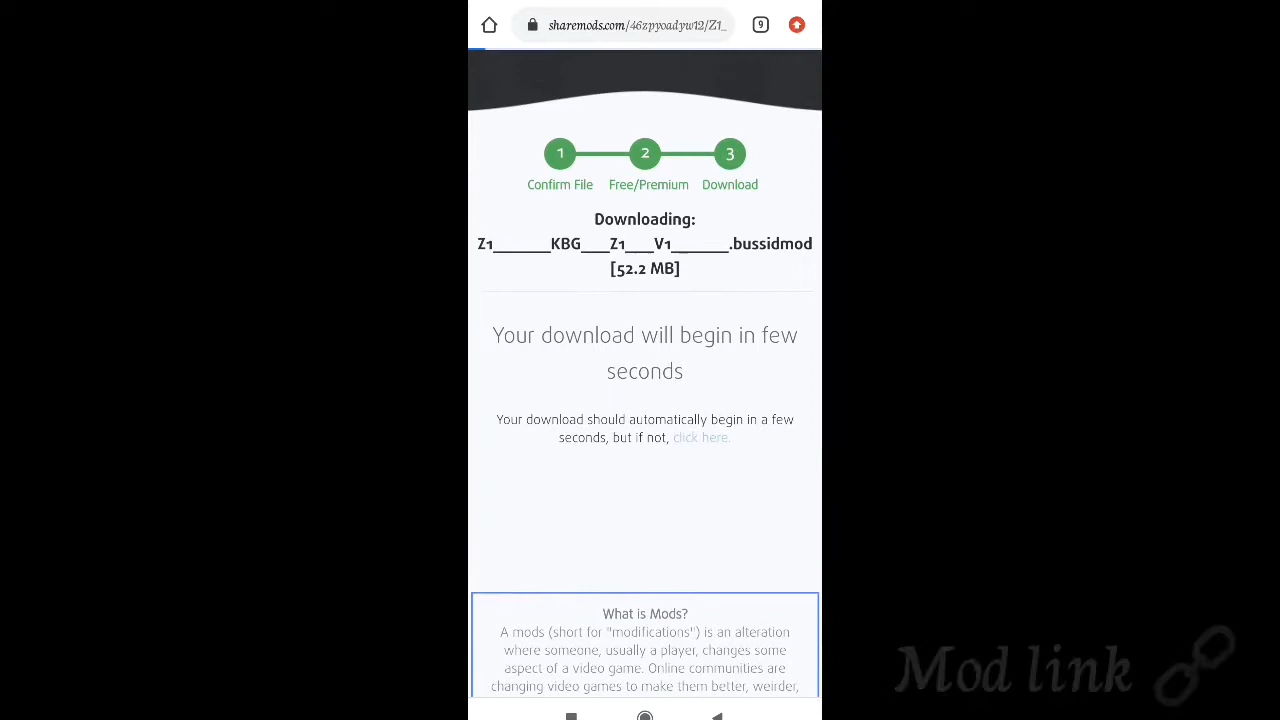 sharemods.com/46zpyoadyw12/Z1_
9
1
2
3
Confirm File
Free/Premium
Download
Downloading:
Z1______KBG___Z1___V1______.bussidmod
[52.2 MB]
Your download will begin in few
seconds
Your download should automatically begin in a few
seconds, but if not, click here.
What is Mods?
A mods (short for "modifications") is an alteration
where someone, usually a player, changes some
aspect of a video game. Online communities are
changing video games to make them better, weirder,
Mod link